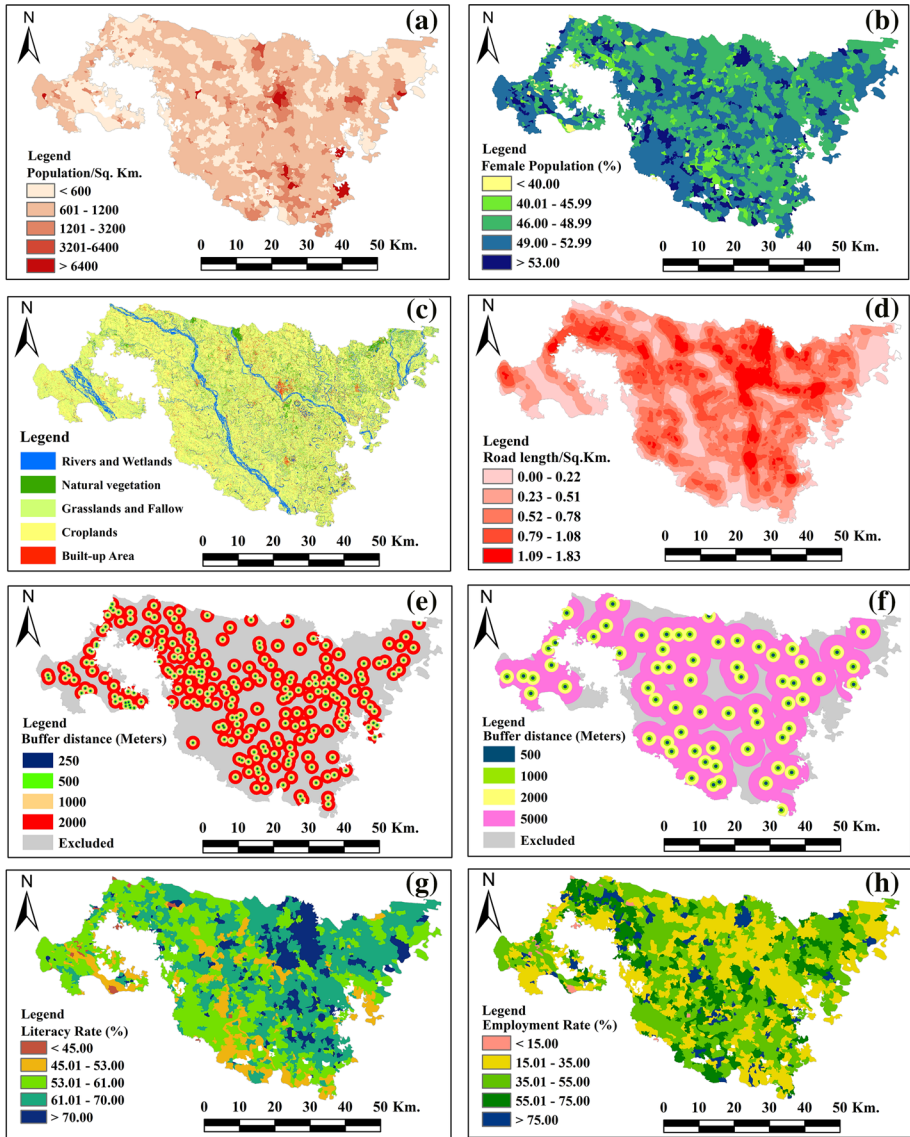 (a)
N
Legend
Population/Sq. Km.
< 600
601 - 1200
1201 - 3200
3201-6400
> 6400
0 10 20 30 40 50 Km.
(b)
N
Legend
Female Population (%)
< 40.00
40.01 - 45.99
46.00 - 48.99
49.00 - 52.99
> 53.00
0 10 20 30 40 50 Km.
(c)
N
Legend
Rivers and Wetlands
Natural vegetation
Grasslands and Fallow
Croplands
Built-up Area
0 10 20 30 40 50 Km.
(d)
N
Legend
Road length/Sq.Km.
0.00 - 0.22
0.23 - 0.51
0.52 - 0.78
0.79 - 1.08
1.09 - 1.83
0 10 20 30 40 50 Km.
(e)
N
Legend
Buffer distance (Meters)
250
500
1000
2000
Excluded
0 10 20 30 40 50 Km.
(f)
N
Legend
Buffer distance (Meters)
500
1000
2000
5000
Excluded
0 10 20 30 40 50 Km.
(g)
N
Legend
Literacy Rate (%)
< 45.00
45.01 - 53.00
53.01 - 61.00
61.01 - 70.00
> 70.00
0 10 20 30 40 50 Km.
(h)
N
Legend
Employment Rate (%)
< 15.00
15.01 - 35.00
35.01 - 55.00
55.01 - 75.00
> 75.00
0 10 20 30 40 50 Km.